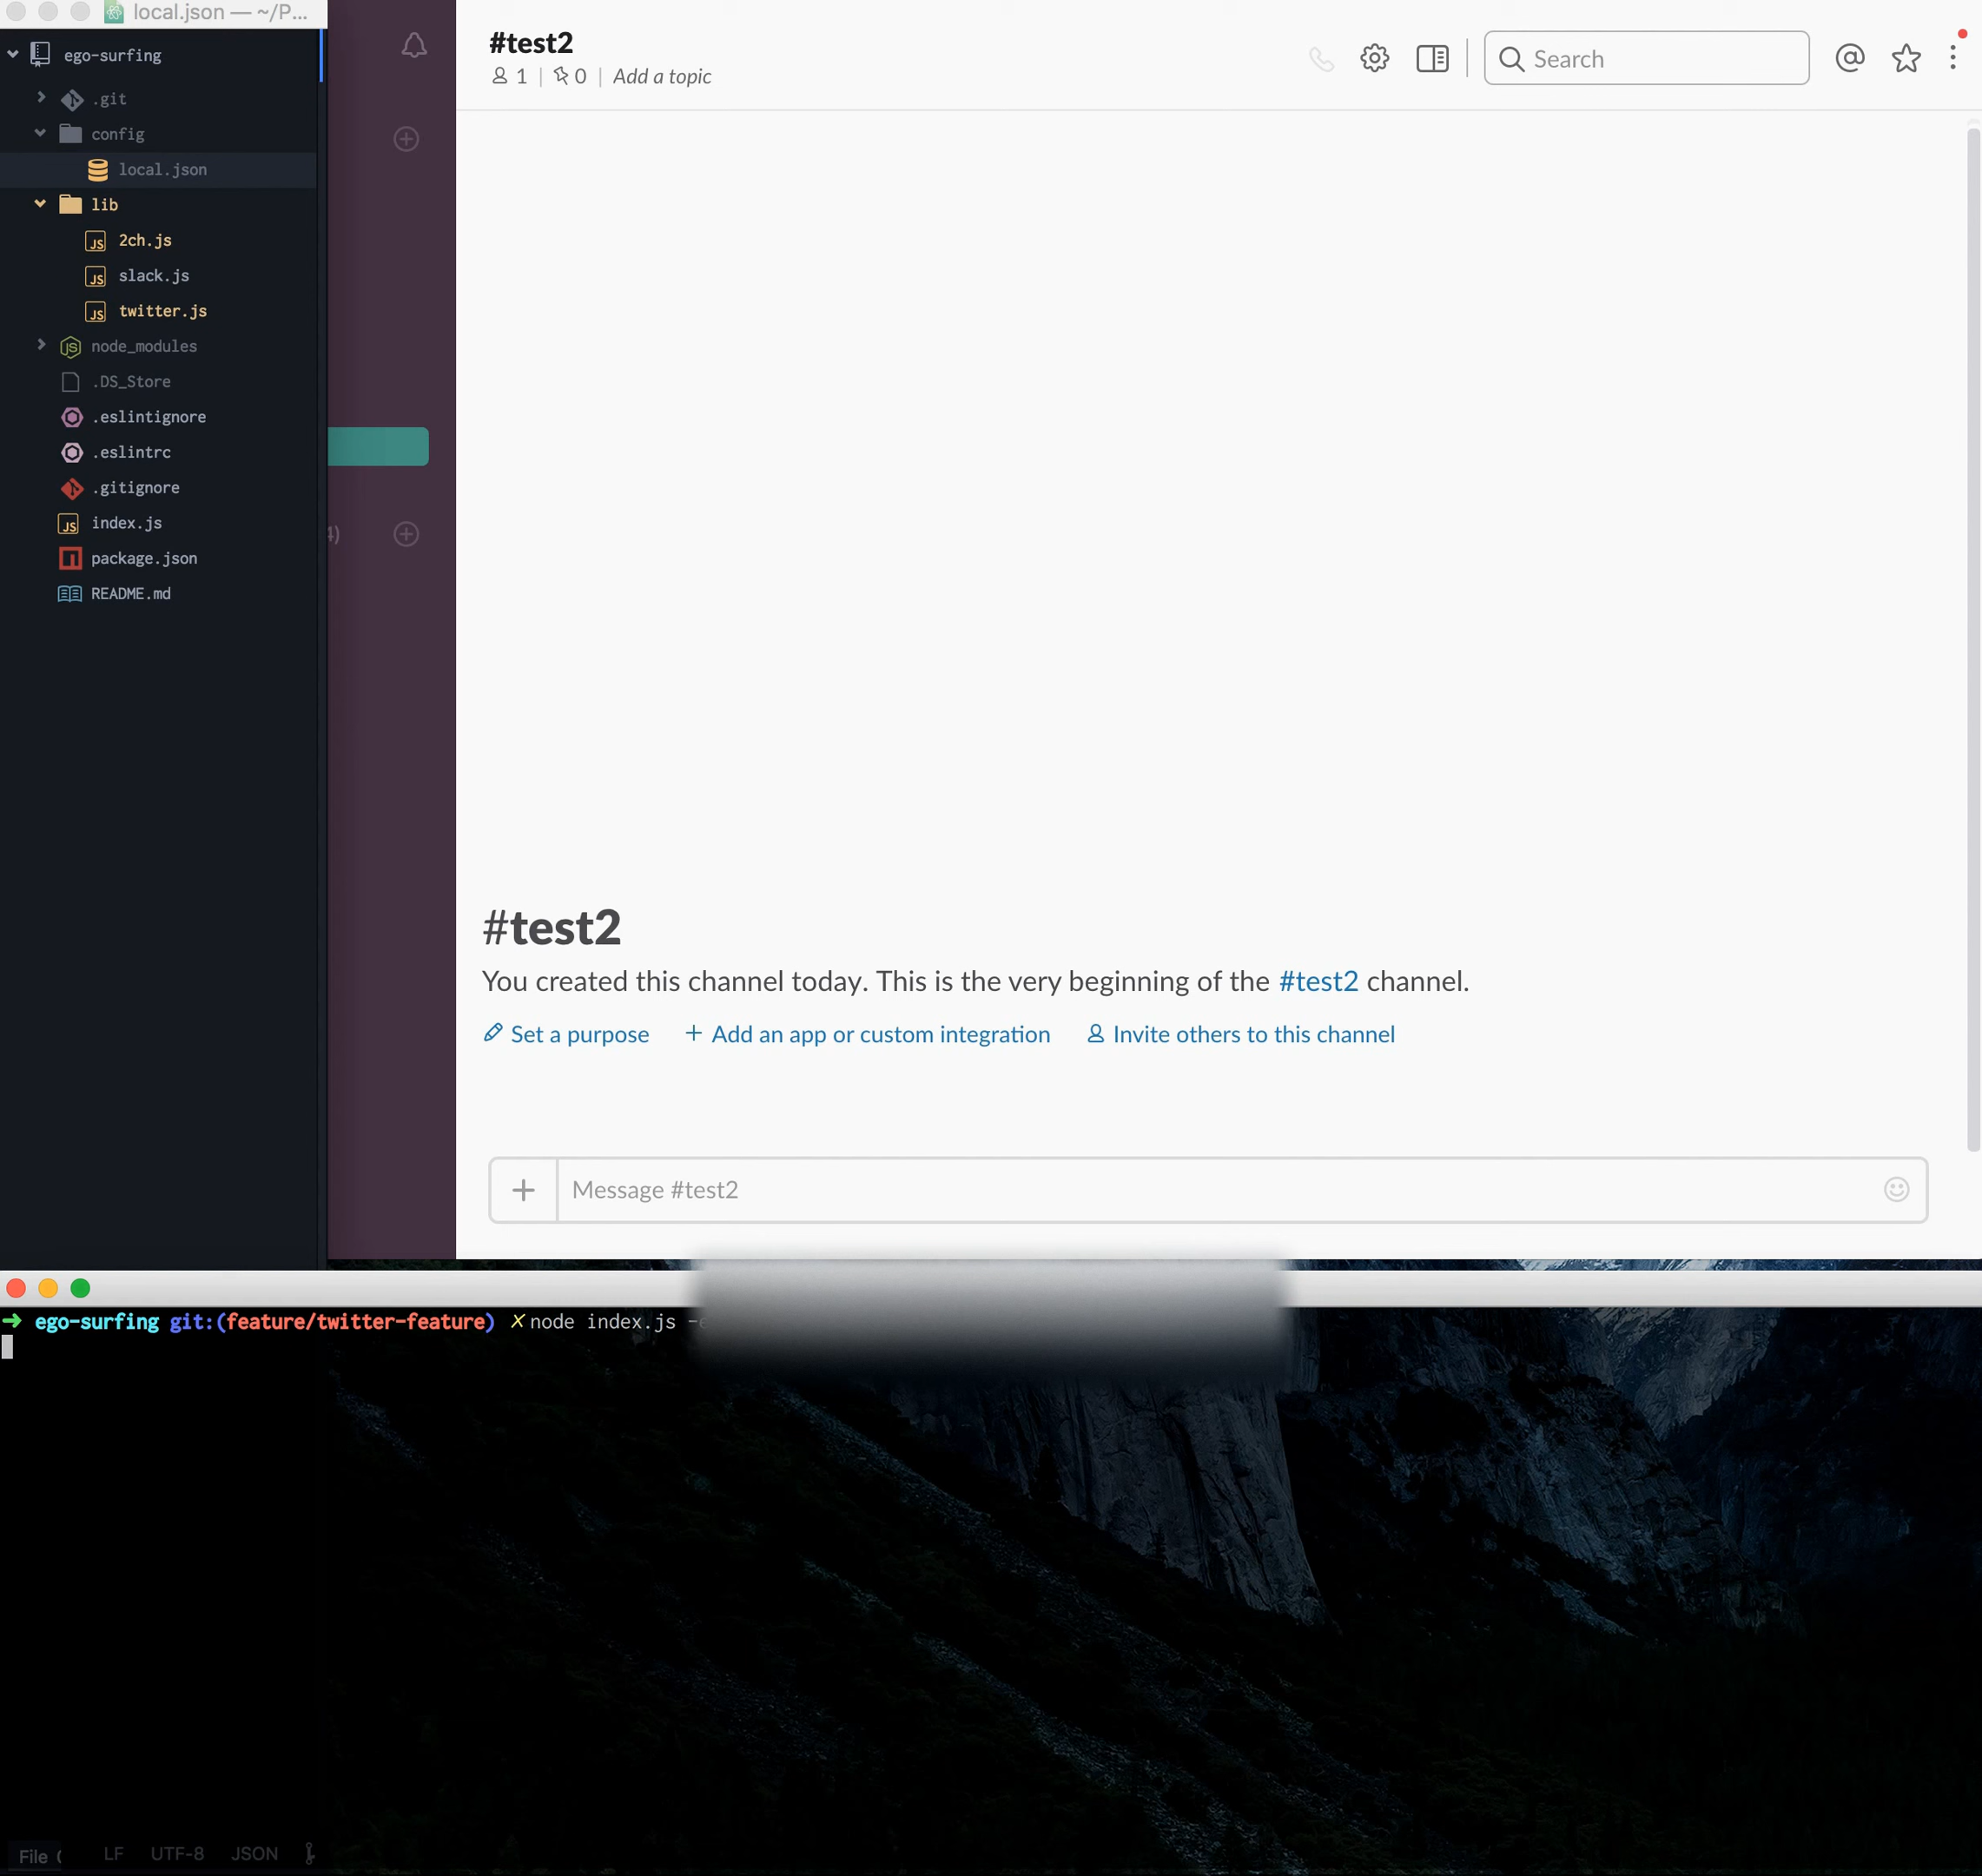 local.json — ~/P...
ego-surfing
.git
config
local.json
lib
2ch.js
slack.js
twitter.js
node_modules
.DS_Store
.eslintignore
.eslintrc
.gitignore
index.js
package.json
README.md
4)
#test2
1 | 0 | Add a topic
Search
#test2
You created this channel today. This is the very beginning of the #test2 channel.
Set a purpose + Add an app or custom integration Invite others to this channel
Message #test2
ego-surfing git:(feature/twitter-feature) ✗ node index.js
File
LF UTF-8 JSON